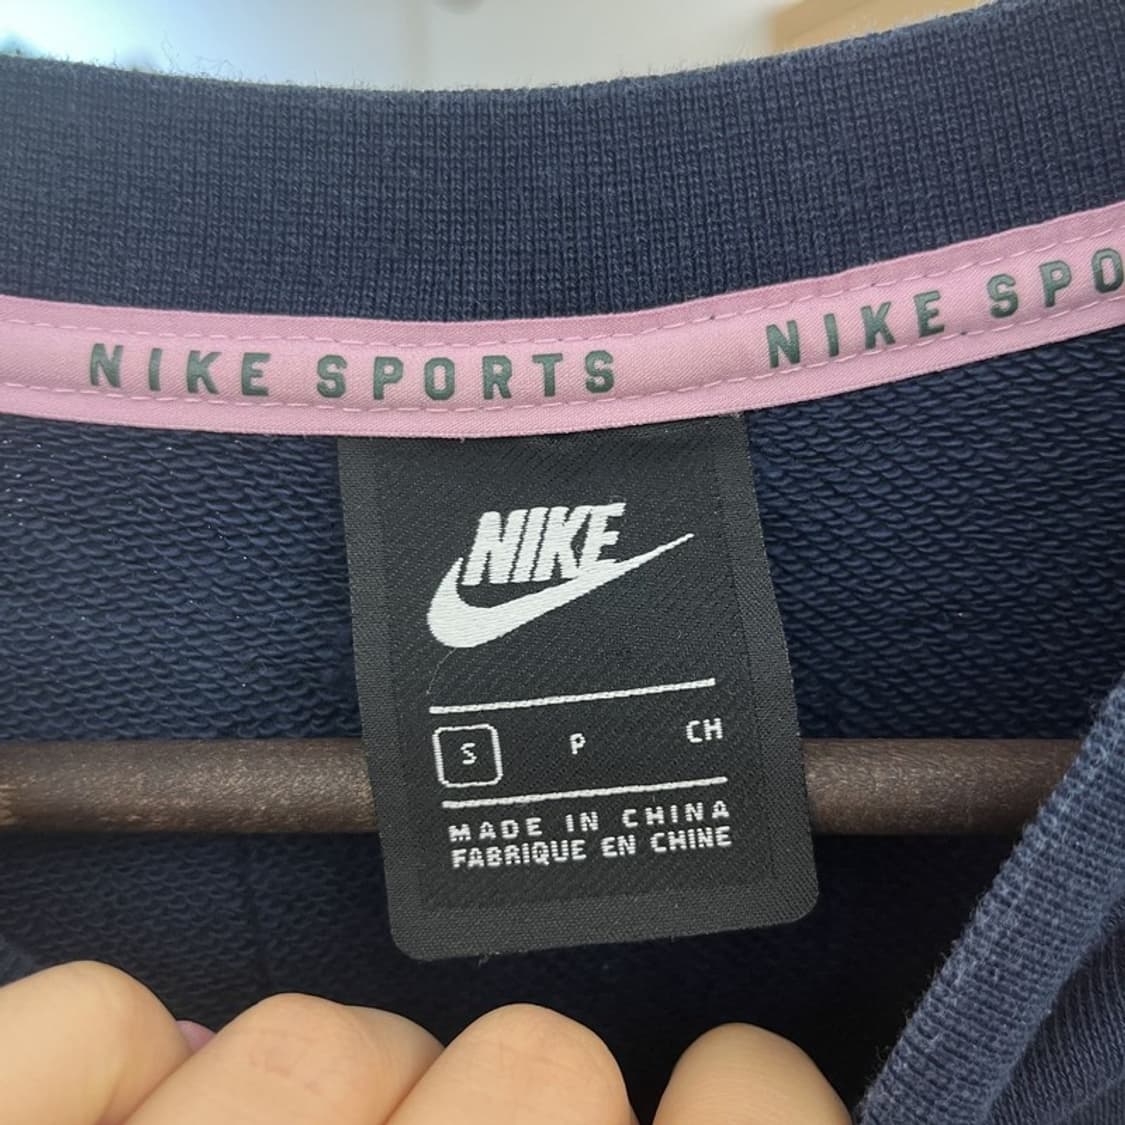 NIKE SPORTS NIKE SPO
NIKE
S P CH
MADE IN CHINA
FABRIQUE EN CHINE